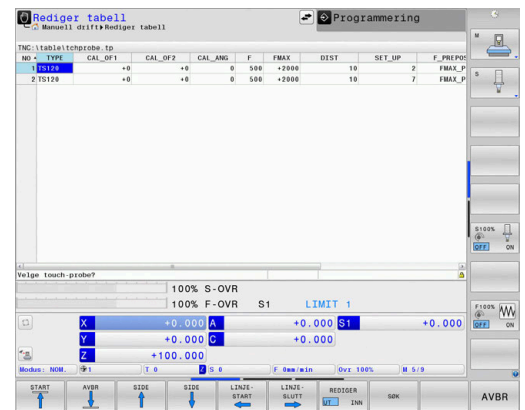 Rediger tabell
Programmering
Manuell drift▸Rediger tabell
TNC:\table\tchprobe.tp
NO TYPE CAL_OF1 CAL_OF2 CAL_ANG F FMAX DIST SET_UP F_PREPOS
1 TS120 +0 +0 0 500 +2000 10 2 FMAX_P
2 TS120 +0 +0 0 500 +2000 10 7 FMAX_P
Velge touch-probe?
100% S-OVR
100% F-OVR S1 LIMIT 1
X +0.000 A +0.000 S1 +0.000
Y +0.000 C +0.000
Z +100.000
Modus: NOM. 1 T 0 Z S 0 F 0mm/min Ovr 100% M 5/9
M
S
S100%
OFF ON
F100%
OFF ON
START
AVBR
SIDE
SIDE
LINJE-
START
LINJE-
SLUTT
REDIGER
UT INN
SØK
AVBR